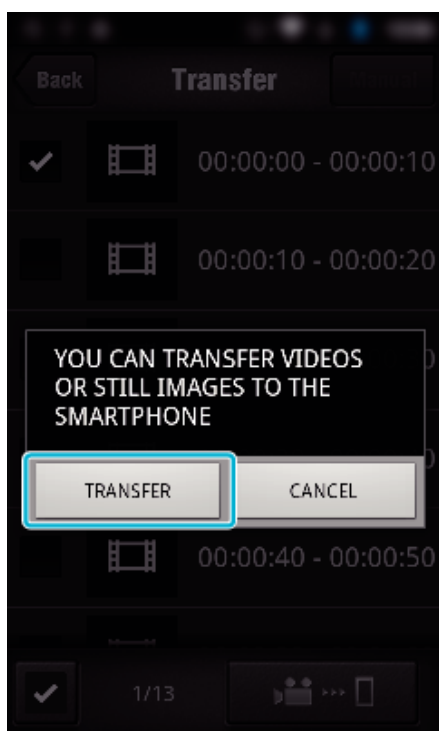 Back
Transfer
Manual
00:00:00 - 00:00:10
00:00:10 - 00:00:20
YOU CAN TRANSFER VIDEOS
OR STILL IMAGES TO THE
SMARTPHONE
TRANSFER
CANCEL
00:00:40 - 00:00:50
1/13